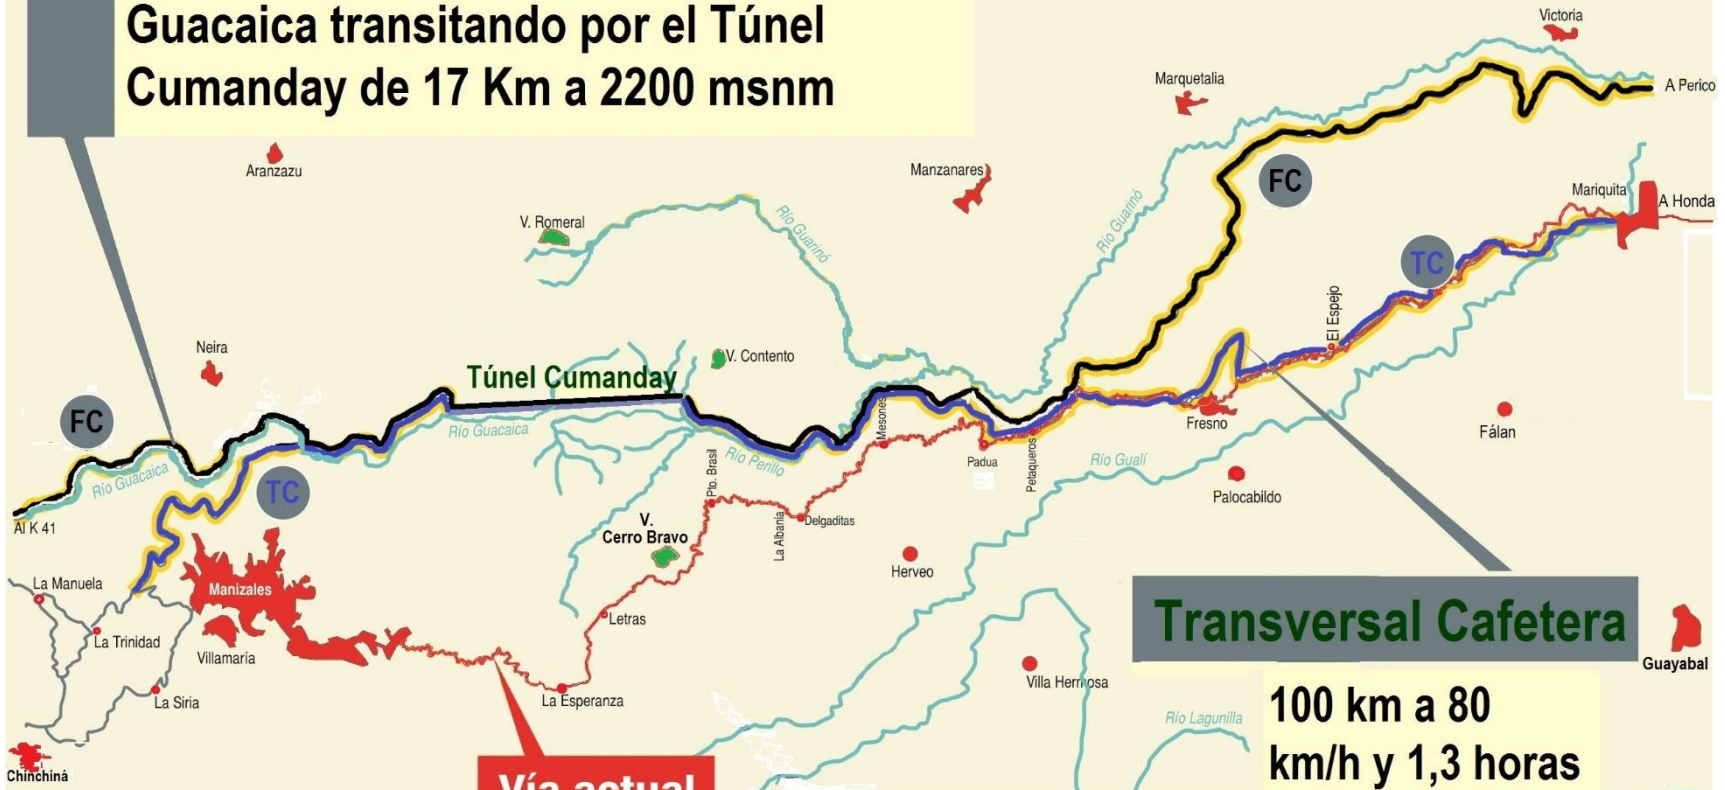 Guacaica transitando por el Túnel
Cumanday de 17 Km a 2200 msnm
Victoria
Marquetalia
A Perico
Aranzazu
Manzanares
FC
Mariquita
A Honda
V. Romeral
Río Guarinó
Río Guarinó
TC
El Espejo
Neira
V. Contento
Túnel Cumanday
FC
Río Guacaica
Mesones
Fresno
Fálan
Río Perillo
Padua
Petaqueros
Río Gualí
Palocabildo
Río Guacaica
TC
Pto. Brasil
Al K 41
La Albania
Delgaditas
V.
Cerro Bravo
Herveo
La Manuela
Manizales
Letras
Transversal Cafetera
La Trinidad
Villamaría
Guayabal
La Siria
La Esperanza
Villa Hermosa
Río Lagunilla
100 km a 80
km/h y 1,3 horas
Chinchiná
Vía actual